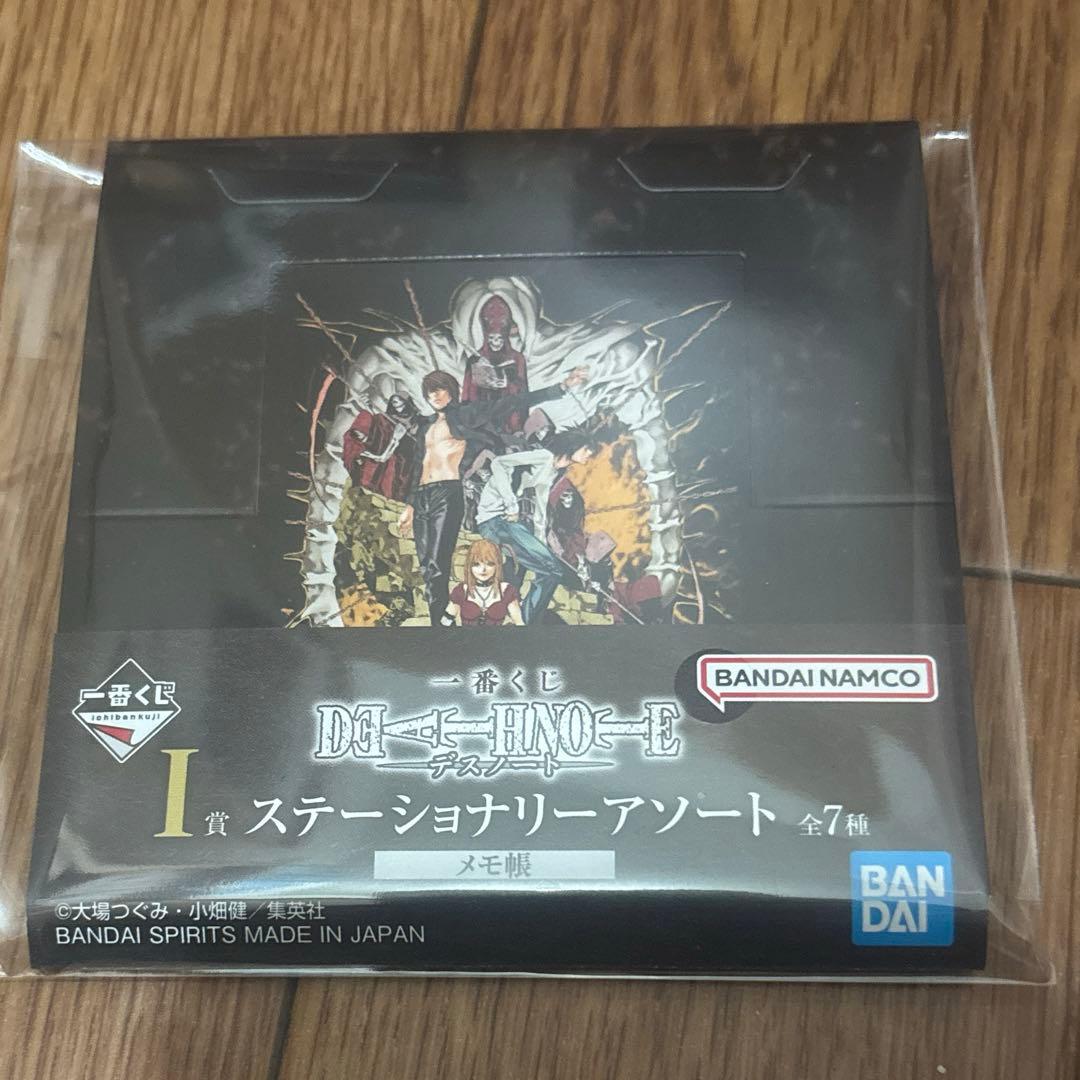 一番くじ
ichibankuji
一番くじ
DEATH NOTE
デスノート
BANDAI NAMCO
I賞 ステーショナリーアソート 全7種
メモ帳
©大場つぐみ・小畑健／集英社
BANDAI SPIRITS MADE IN JAPAN
BAN
DAI